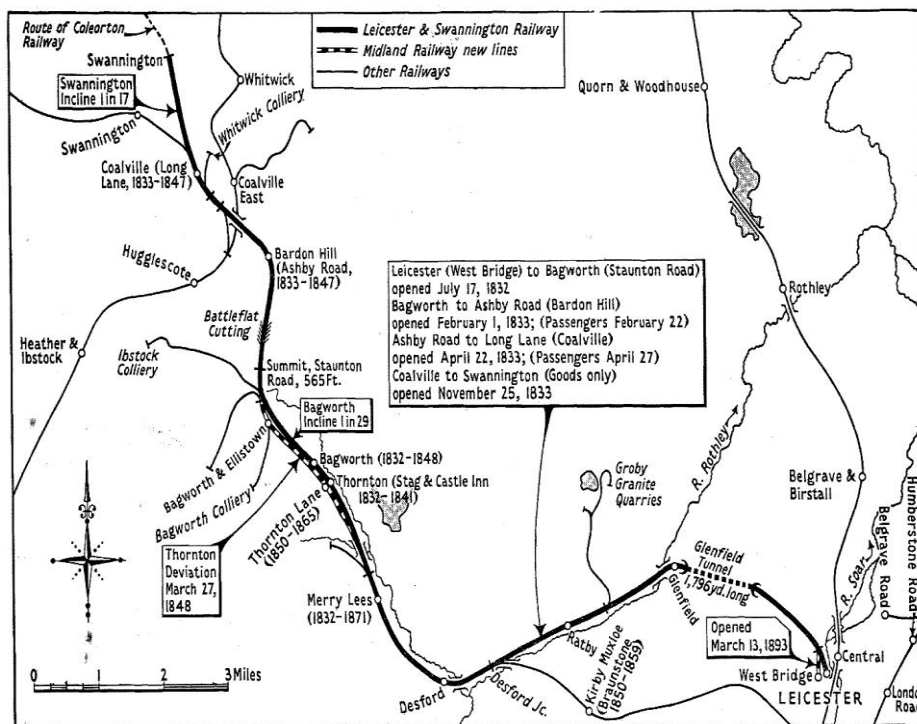 Route of Coleorton
Railway
Leicester & Swannington Railway
Midland Railway new lines
Other Railways
Swannington
Swannington
Incline 1 in 17
Whitwick
Whitwick Colliery
Swannington
Quorn & Woodhouse
Coalville (Long
Lane, 1833-1847)
Coalville
East
Hugglescote
Bardon Hill
(Ashby Road,
1833-1847)
Leicester (West Bridge) to Bagworth (Staunton Road)
opened July 17, 1832
Bagworth to Ashby Road (Bardon Hill)
opened February 1, 1833; (Passengers February 22)
Ashby Road to Long Lane (Coalville)
opened April 22, 1833; (Passengers April 27)
Coalville to Swannington (Goods only)
opened November 25, 1833
Rothley
Battleflat
Cutting
Heather &
Ibstock
Ibstock
Colliery
Summit, Staunton
Road, 565Ft.
Bagworth
Incline 1 in 29
Bagworth & Ellistown
Bagworth (1832-1848)
Thornton (Stag & Castle Inn
1832-1841)
Bagworth Colliery
Thornton Lane
(1850-1865)
Thornton
Deviation
March 27,
1848
Groby
Granite
Quarries
R. Rothley
Belgrave &
Birstall
Humberstone Road
Belgrave
Road
R. Soar
Glenfield
Tunnel
1,796yd. long
Glenfield
Merry Lees
(1832-1871)
Ratby
Opened
March 13, 1893
Kirby Muxloe
(Braunstone
1850-1859)
Central
West Bridge
LEICESTER
Desford
Desford Jc.
London
Road
0 1 2 3 Miles